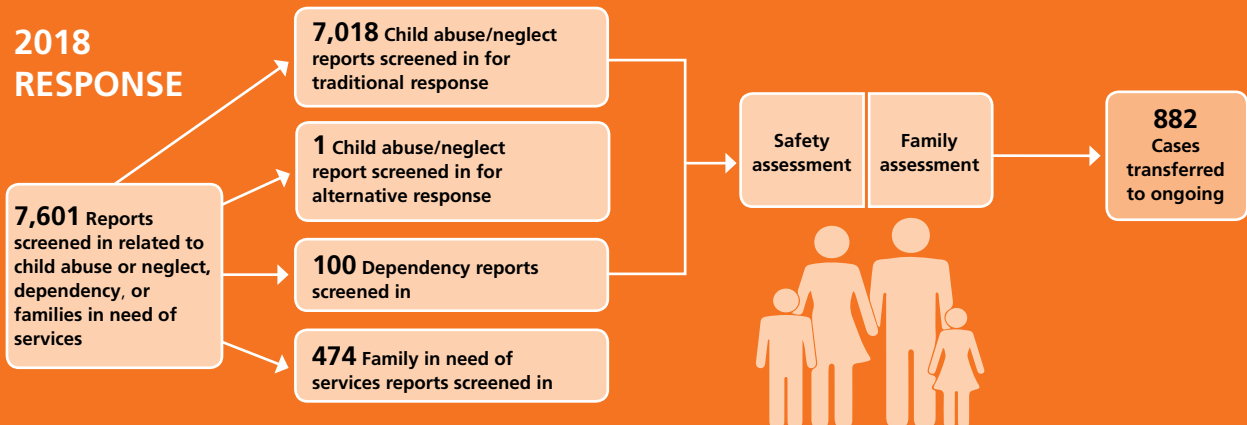 2018
RESPONSE
7,601 Reports
screened in related to
child abuse or neglect,
dependency, or
families in need of
services
7,018 Child abuse/neglect
reports screened in for
traditional response
1 Child abuse/neglect
report screened in for
alternative response
100 Dependency reports
screened in
474 Family in need of
services reports screened in
Safety
assessment
Family
assessment
882
Cases
transferred
to ongoing